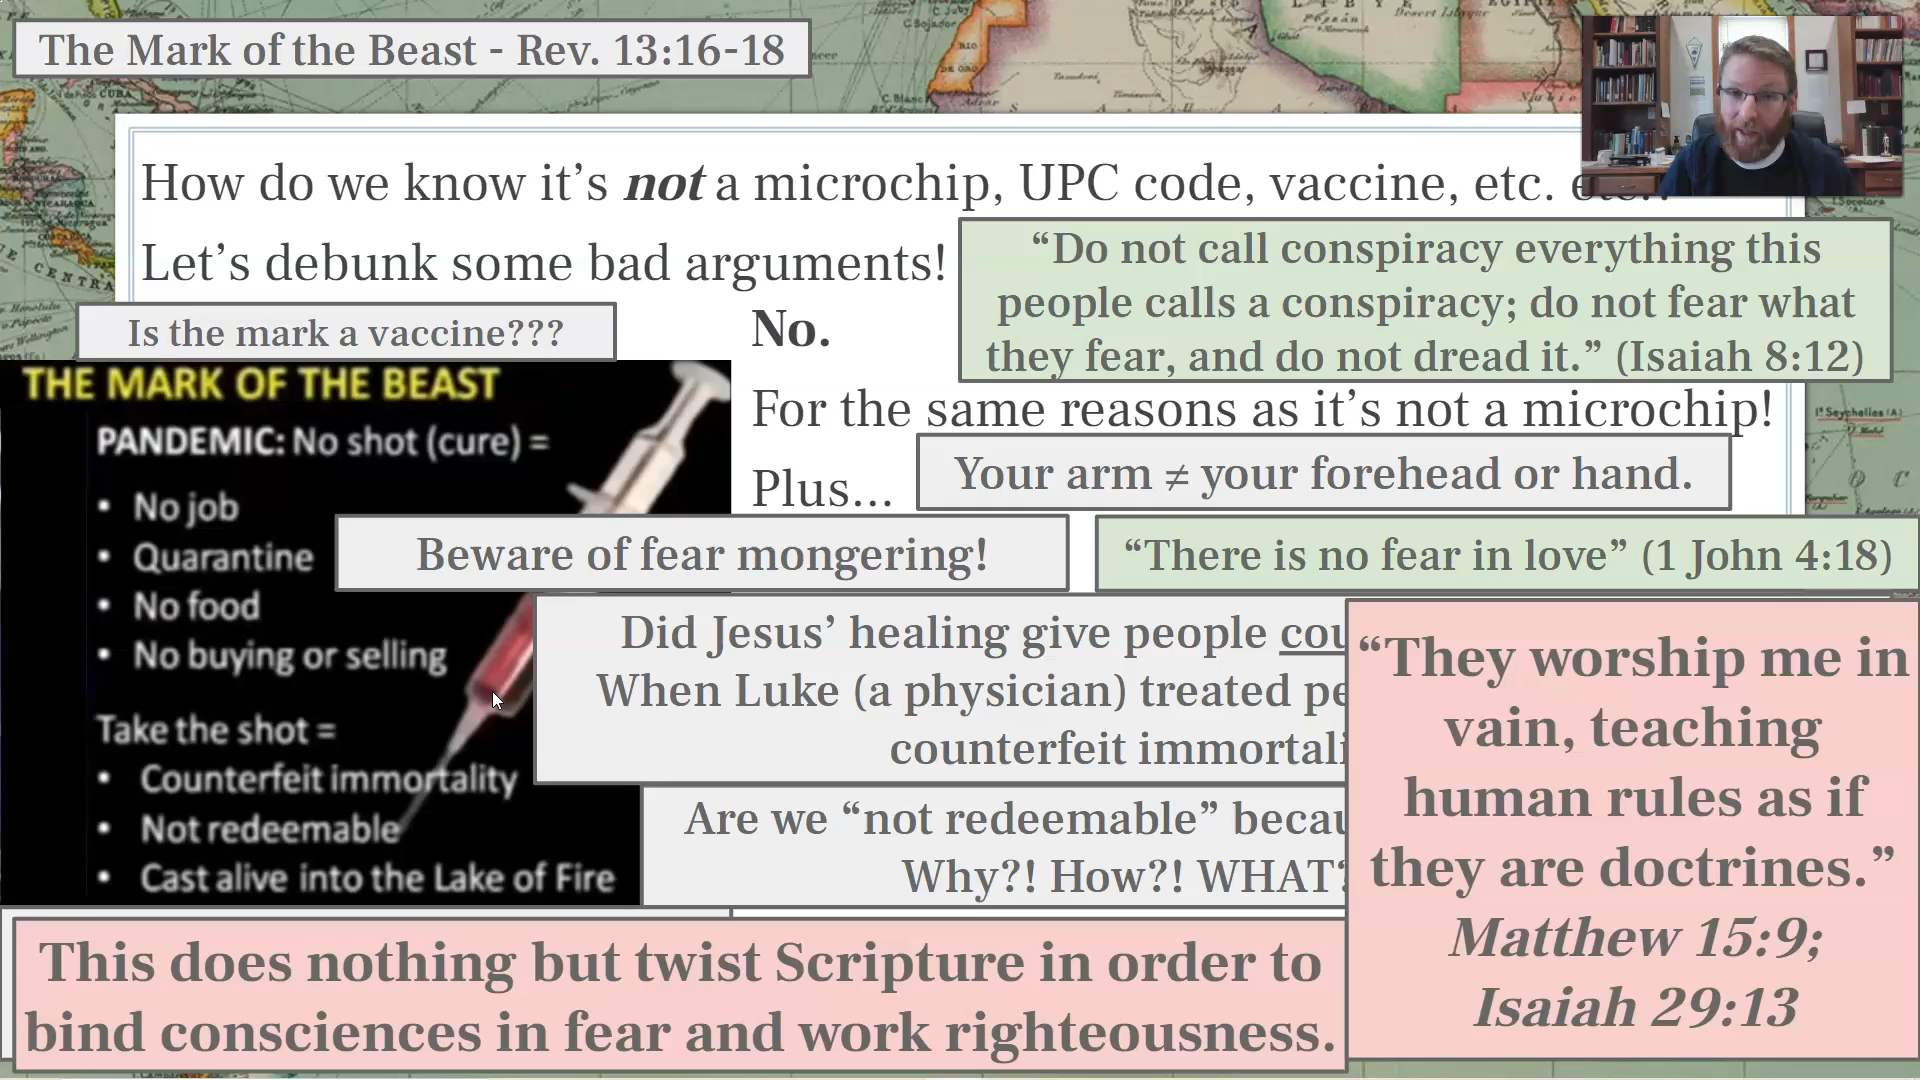 The Mark of the Beast - Rev. 13:16-18
How do we know it's not a microchip, UPC code, vaccine, etc.
Let's debunk some bad arguments!
"Do not call conspiracy everything this
people calls a conspiracy; do not fear what
they fear, and do not dread it." (Isaiah 8:12)
Is the mark a vaccine???
No.
For the same reasons as it's not a microchip!
Plus...
Your arm ≠ your forehead or hand.
THE MARK OF THE BEAST
PANDEMIC: No shot (cure) =
• No job
• Quarantine
• No food
• No buying or selling
Take the shot =
• Counterfeit immortality
• Not redeemable
• Cast alive into the Lake of Fire
Beware of fear mongering!
"There is no fear in love" (1 John 4:18)
Did Jesus' healing give people
When Luke (a physician) treated
counterfeit
Are we "not redeemable"
Why?! How?! WHAT?
"They worship me in
vain, teaching
human rules as if
they are doctrines."
Matthew 15:9;
Isaiah 29:13
This does nothing but twist Scripture in order to
bind consciences in fear and work righteousness.